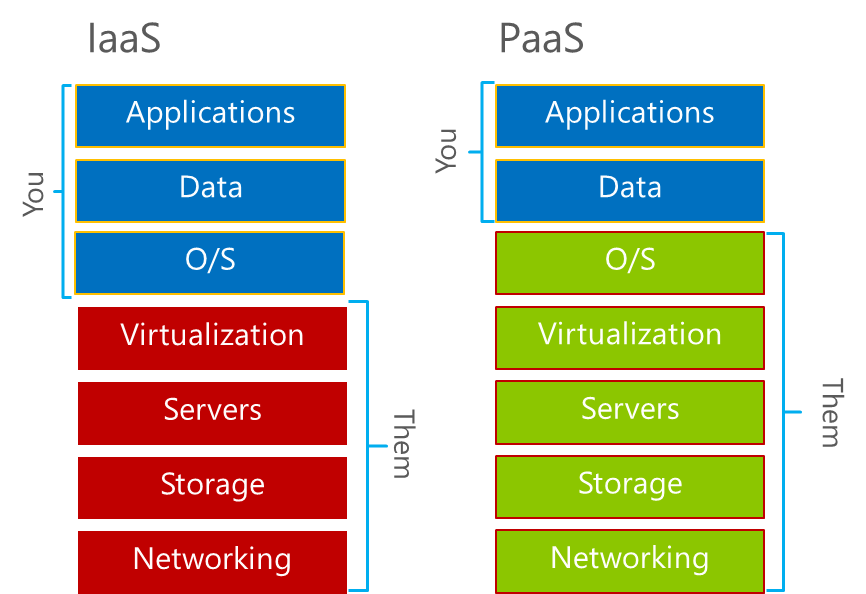 IaaS
You
Applications
Data
O/S
Virtualization
Servers
Storage
Networking
Them
PaaS
You
Applications
Data
O/S
Virtualization
Servers
Storage
Networking
Them